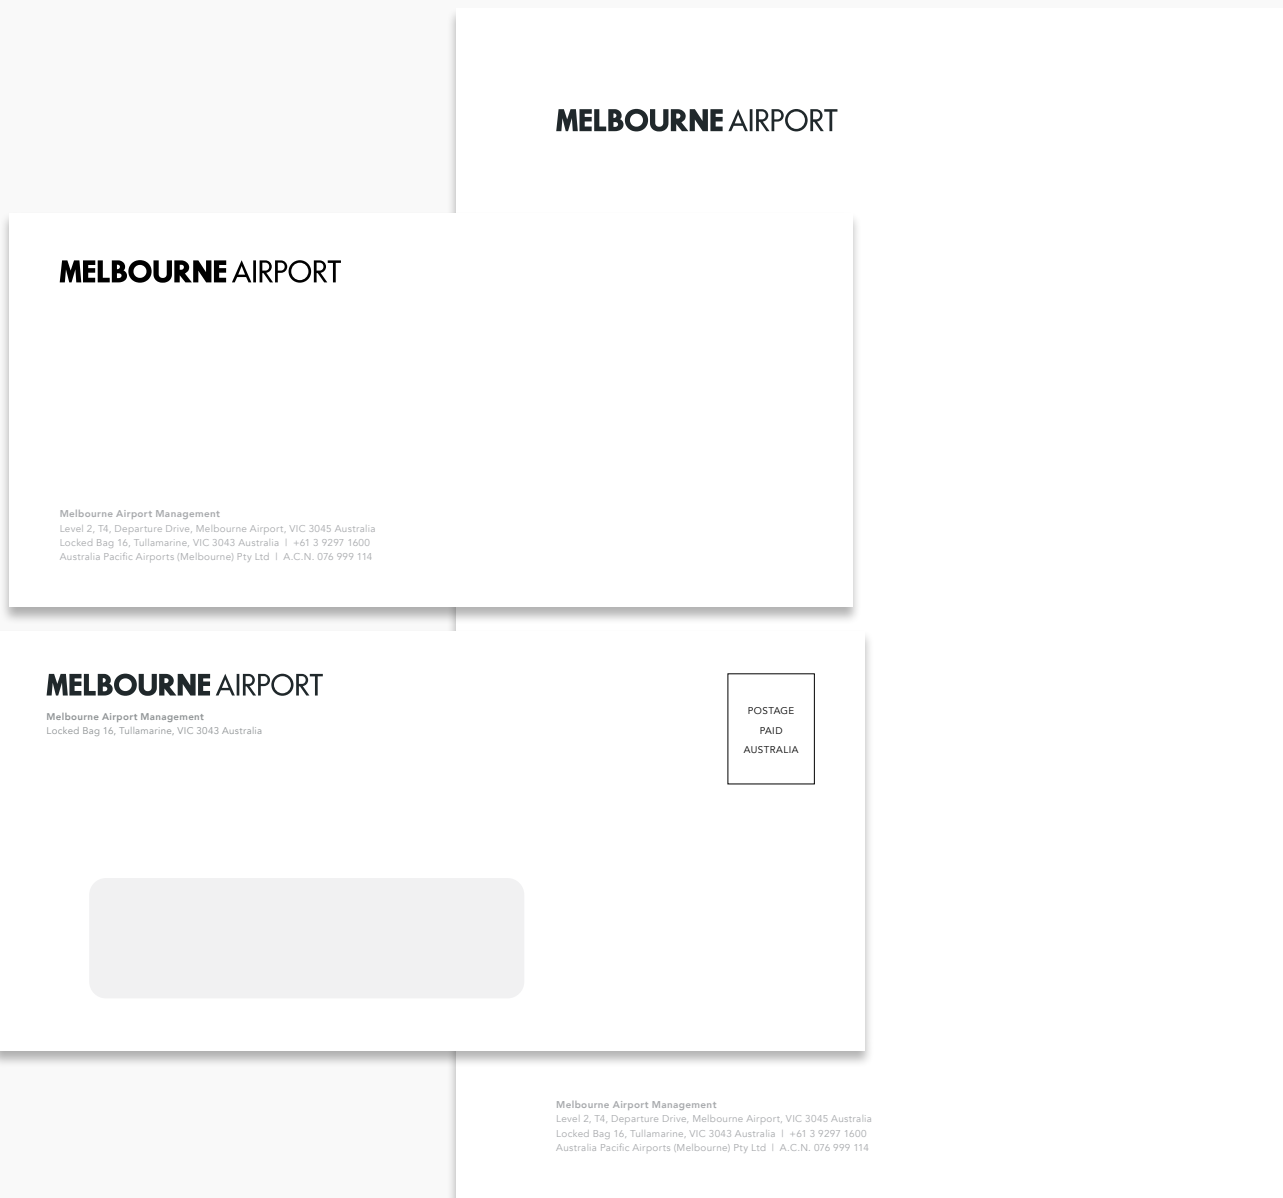 MELBOURNE AIRPORT
MELBOURNE AIRPORT
Melbourne Airport Management
Level 2, T4, Departure Drive, Melbourne Airport, VIC 3045 Australia
Locked Bag 16, Tullamarine, VIC 3043 Australia | +61 3 9297 1600
Australia Pacific Airports (Melbourne) Pty Ltd | A.C.N. 076 999 114
MELBOURNE AIRPORT
Melbourne Airport Management
Locked Bag 16, Tullamarine, VIC 3043 Australia
POSTAGE
PAID
AUSTRALIA
Melbourne Airport Management
Level 2, T4, Departure Drive, Melbourne Airport, VIC 3045 Australia
Locked Bag 16, Tullamarine, VIC 3043 Australia | +61 3 9297 1600
Australia Pacific Airports (Melbourne) Pty Ltd | A.C.N. 076 999 114